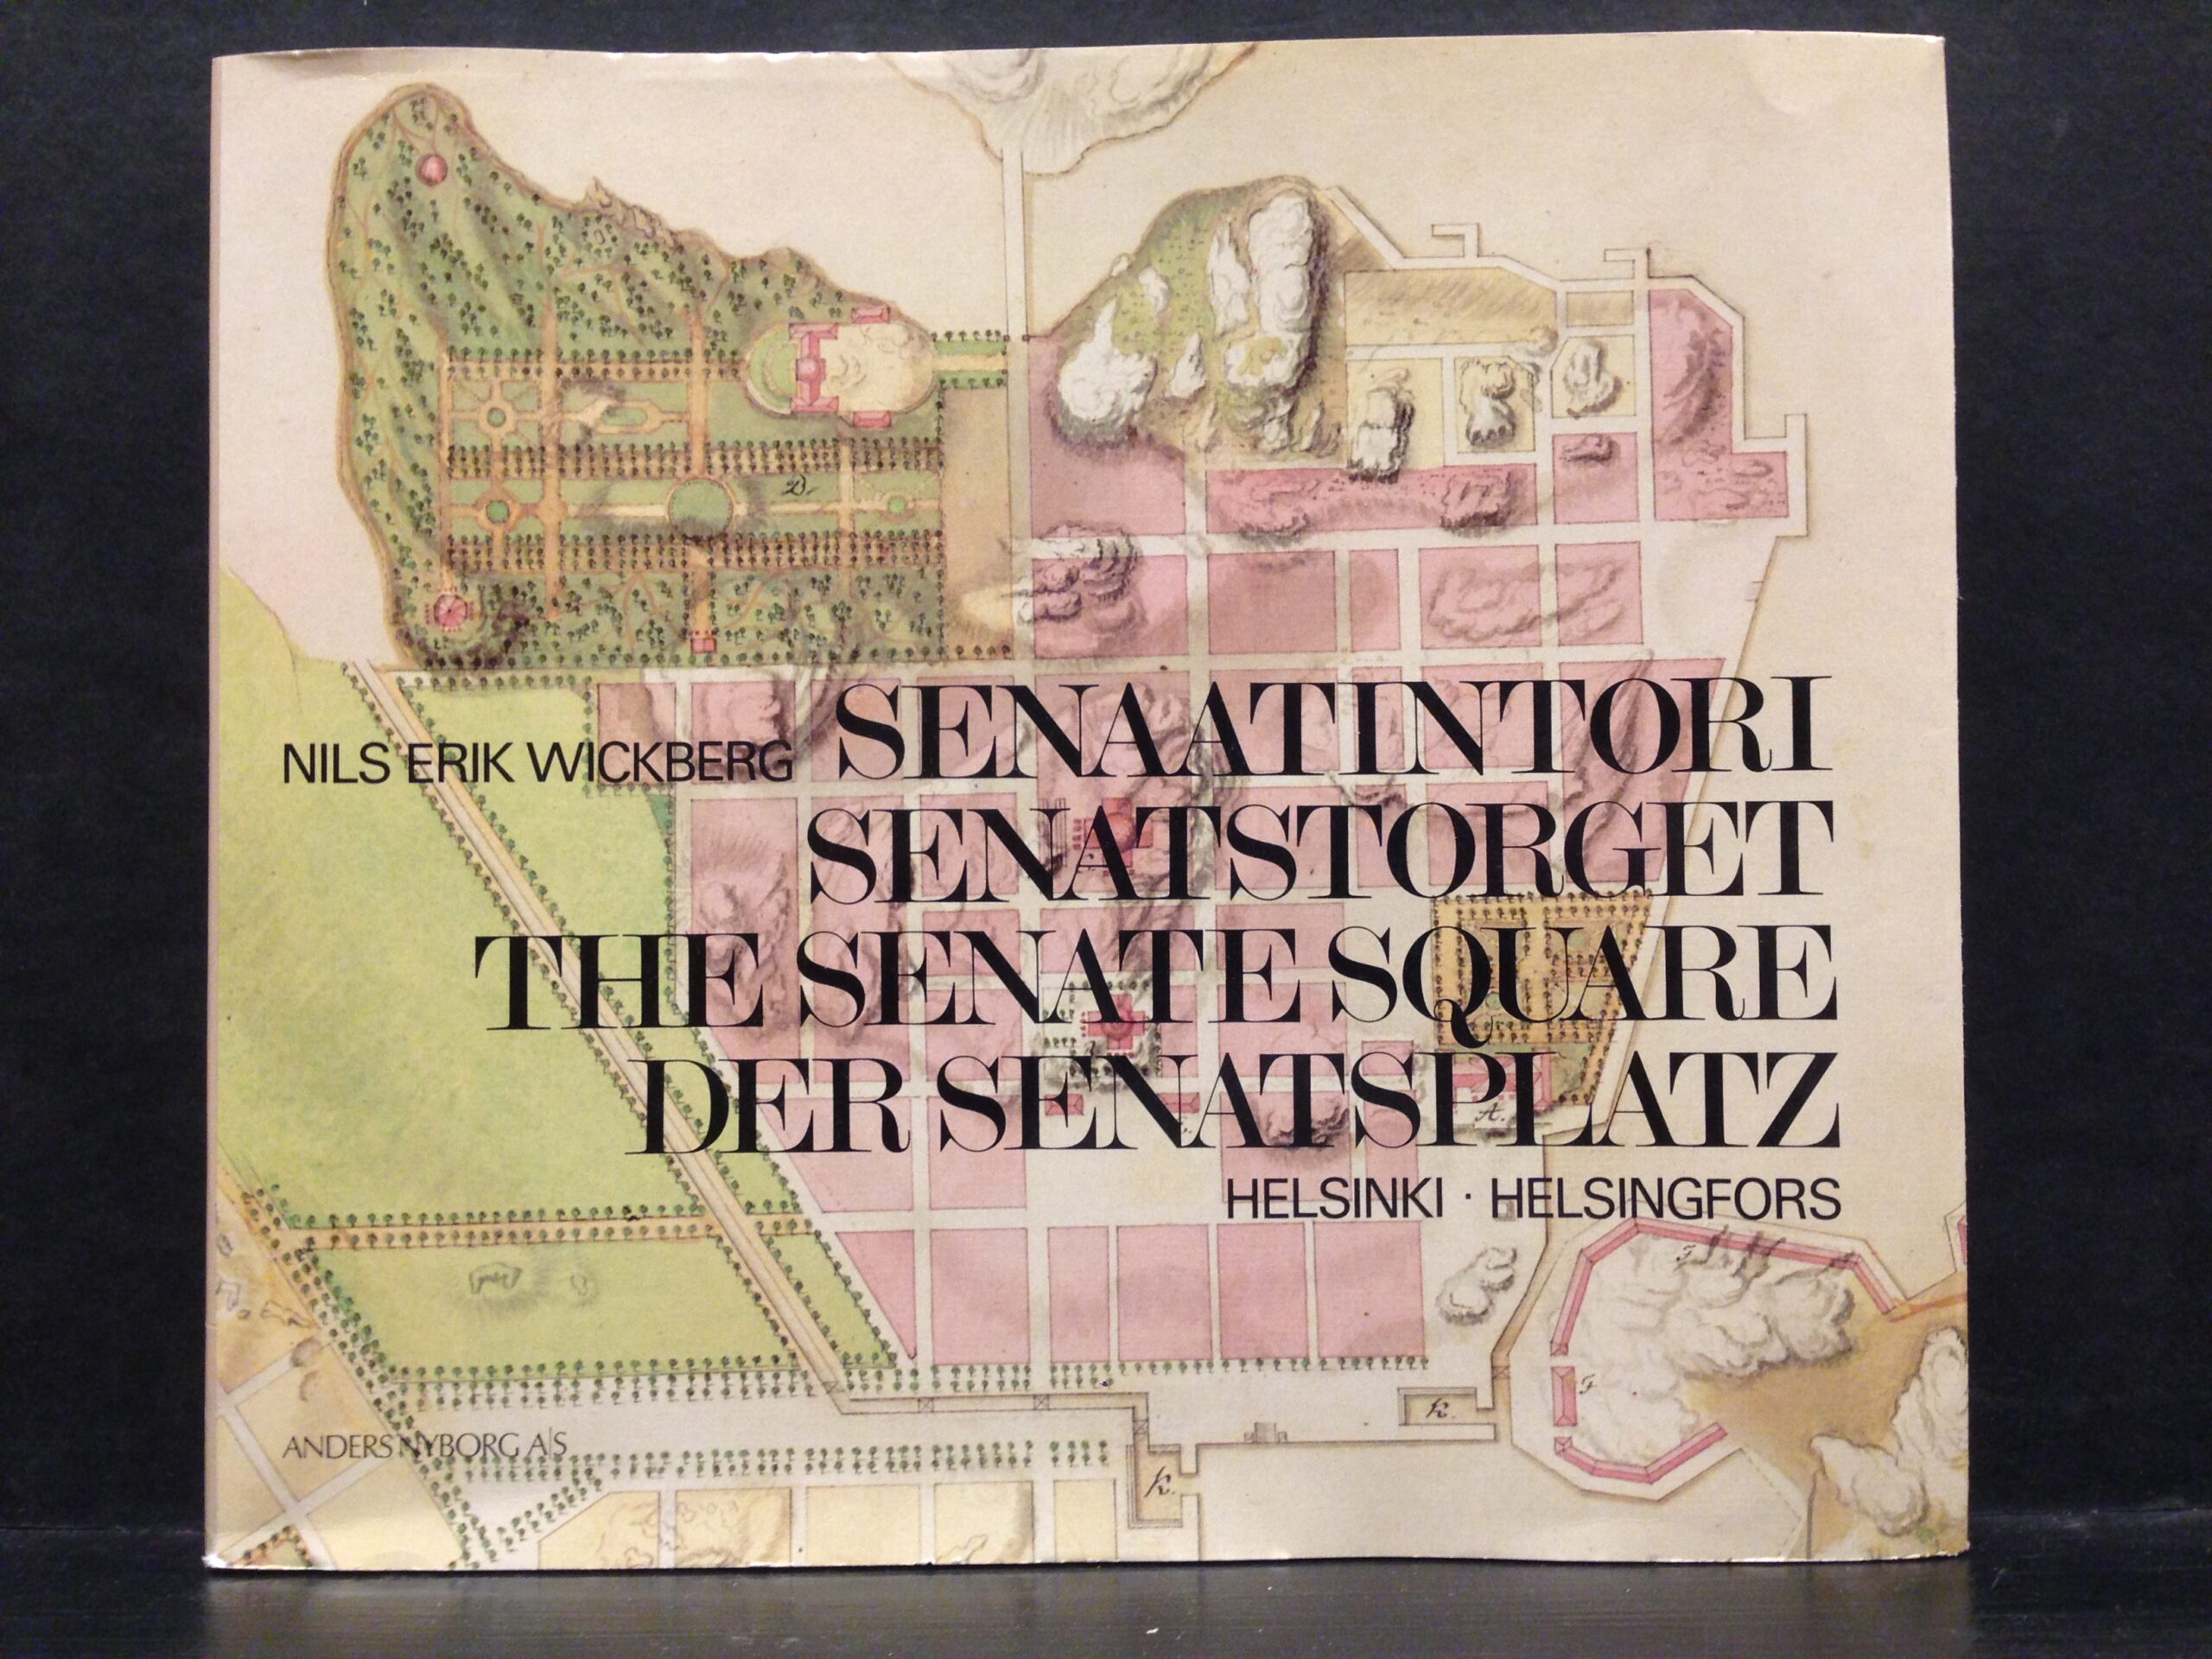 NILS ERIK WICKBERG SENAATINTORI
SENATSTORGET
THE SENATE SQUARE
DER SENATSPLATZ
HELSINKI · HELSINGFORS
ANDERS NYBORG A|S
D.
A.
K.
K.